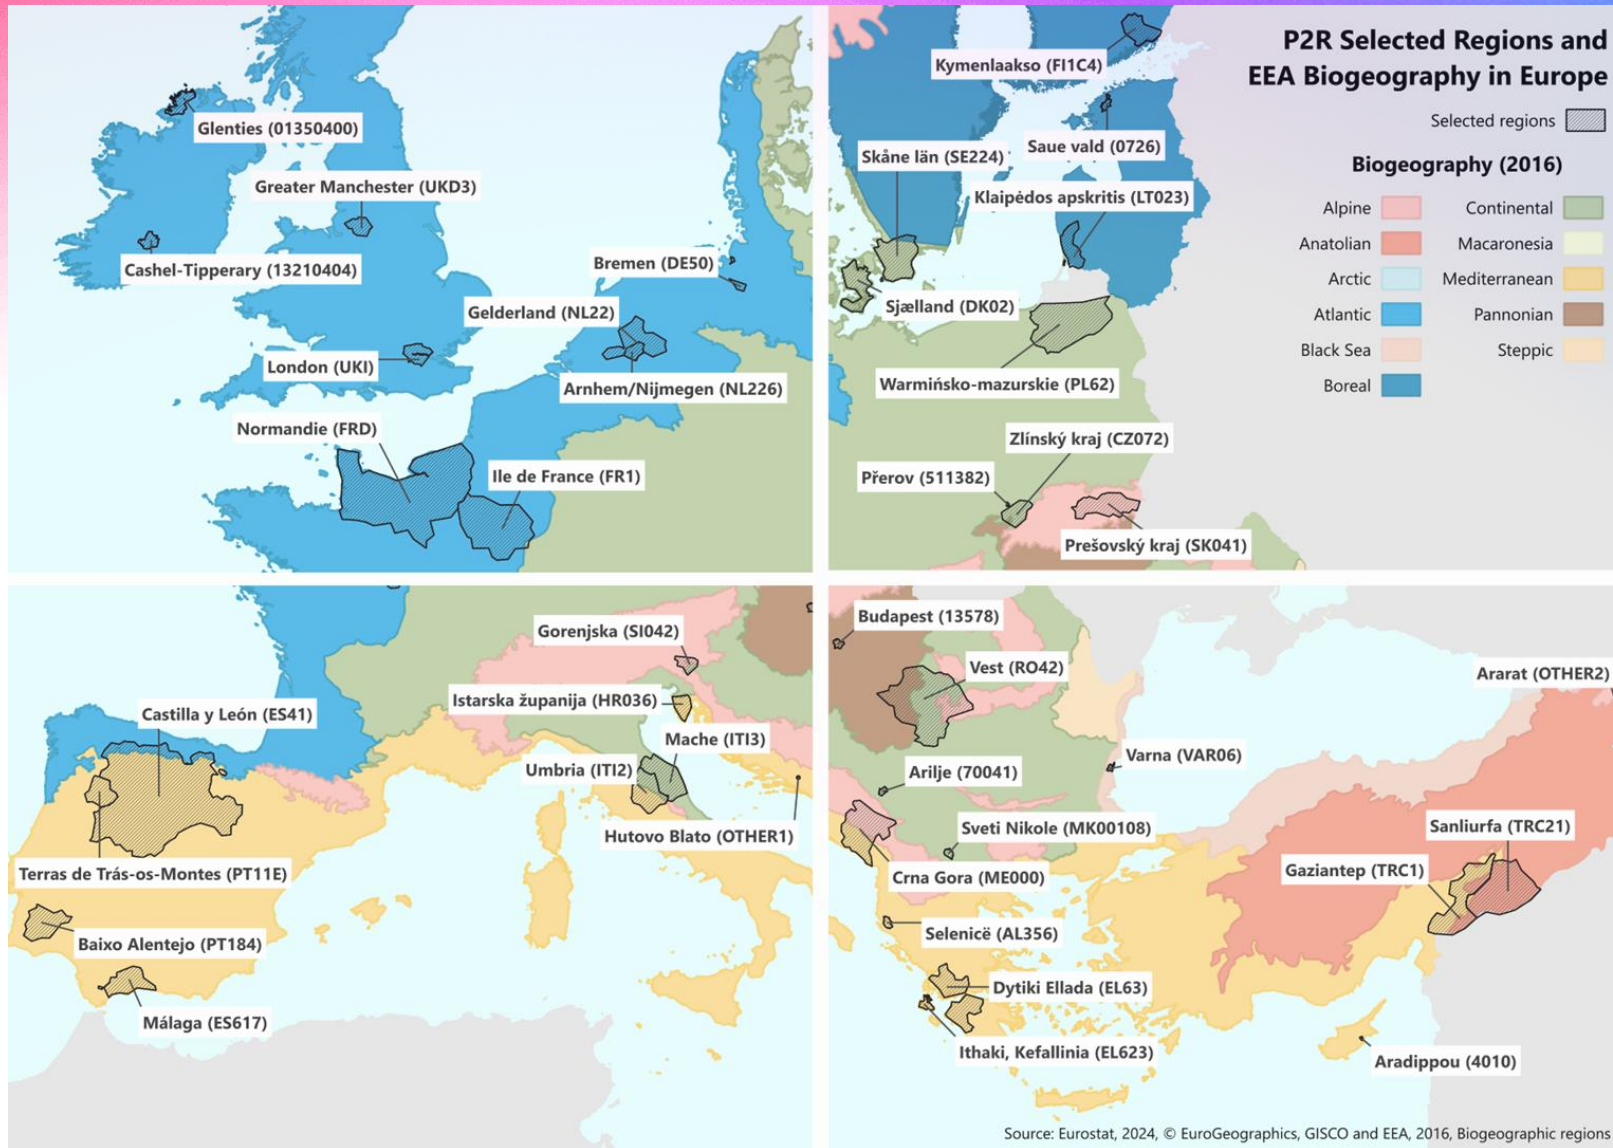 Glenties (01350400)
Greater Manchester (UKD3)
Cashel-Tipperary (13210404)
Bremen (DE50)
Gelderland (NL22)
London (UKI)
Arnhem/Nijmegen (NL226)
Normandie (FRD)
Ile de France (FR1)
P2R Selected Regions and
EEA Biogeography in Europe
Selected regions
Biogeography (2016)
Alpine
Continental
Anatolian
Macaronesia
Arctic
Mediterranean
Atlantic
Pannonian
Black Sea
Steppic
Boreal
Kymenlaakso (FI1C4)
Saue vald (0726)
Skåne län (SE224)
Klaipėdos apskritis (LT023)
Sjælland (DK02)
Warmińsko-mazurskie (PL62)
Zlínský kraj (CZ072)
Přerov (511382)
Prešovský kraj (SK041)
Gorenjska (SI042)
Istarska županija (HR036)
Castilla y León (ES41)
Mache (ITI3)
Umbria (ITI2)
Hutovo Blato (OTHER1)
Terras de Trás-os-Montes (PT11E)
Baixo Alentejo (PT184)
Málaga (ES617)
Budapest (13578)
Vest (RO42)
Ararat (OTHER2)
Varna (VAR06)
Arilje (70041)
Sveti Nikole (MK00108)
Sanliurfa (TRC21)
Gaziantep (TRC1)
Crna Gora (ME000)
Selenicë (AL356)
Dytiki Ellada (EL63)
Ithaki, Kefallinia (EL623)
Aradippou (4010)
Source: Eurostat, 2024, © EuroGeographics, GISCO and EEA, 2016, Biogeographic regions